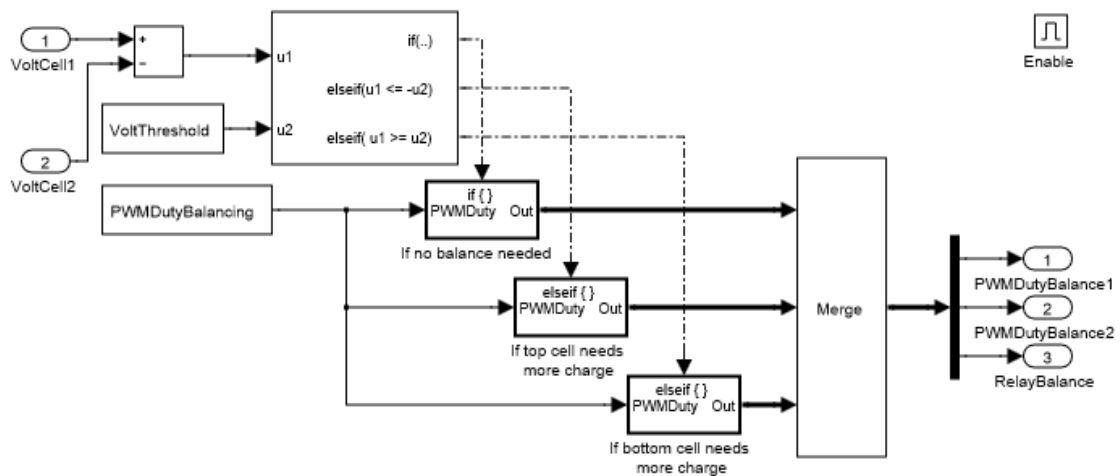 1
VoltCell1
+
−
VoltThreshold
2
VoltCell2
PWMDutyBalancing
u1
u2
if(..)
elseif(u1 <= -u2)
elseif( u1 >= u2)
Enable
if { }
PWMDuty Out
If no balance needed
elseif { }
PWMDuty Out
If top cell needs
more charge
elseif { }
PWMDuty Out
If bottom cell needs
more charge
Merge
1
PWMDutyBalance1
2
PWMDutyBalance2
3
RelayBalance